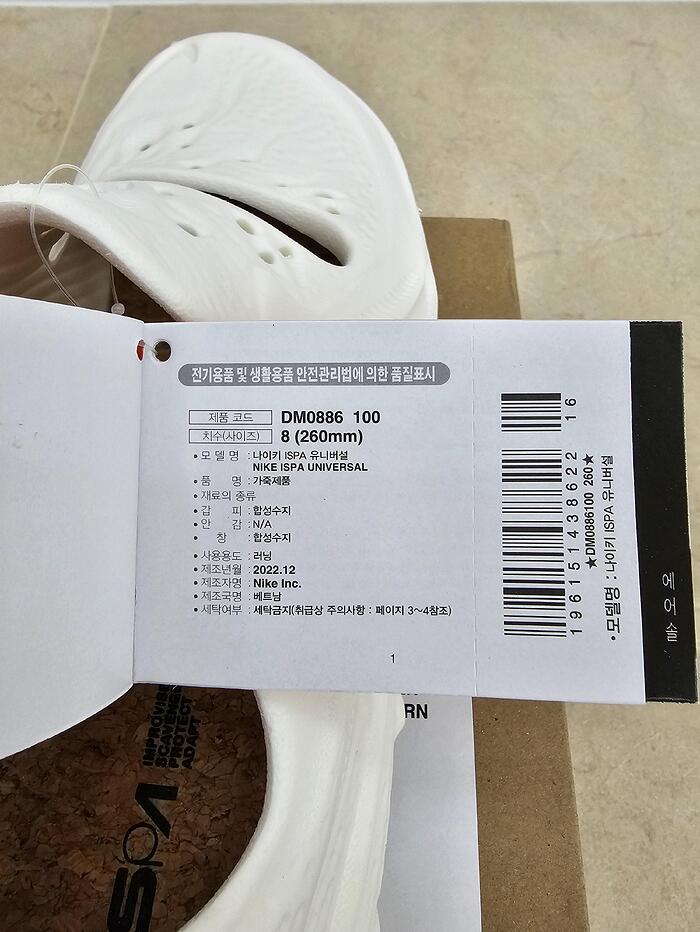 전기용품 및 생활용품 안전관리법에 의한 품질표시
제품 코드 DM0886 100
치수(사이즈) 8 (260mm)
• 모 델 명 : 나이키 ISPA 유니버설
NIKE ISPA UNIVERSAL
• 품 명 : 가죽제품
• 재료의 종류
• 겉 피 : 합성수지
• 안 감 : N/A
• 창 : 합성수지
• 사용용도 : 러닝
• 제조년월 : 2022.12
• 제조자명 : Nike Inc.
• 제조국명 : 베트남
• 세탁여부 : 세탁금지(취급상 주의사항 : 페이지 3~4참조)
1
196151438622 16
★DM0886100 260★
• 모델명 : 나이키 ISPA 유니버설
에 어 솔
RN
IMPROVISE
SCAVENGE
PROTECT
ADAPT
SPA